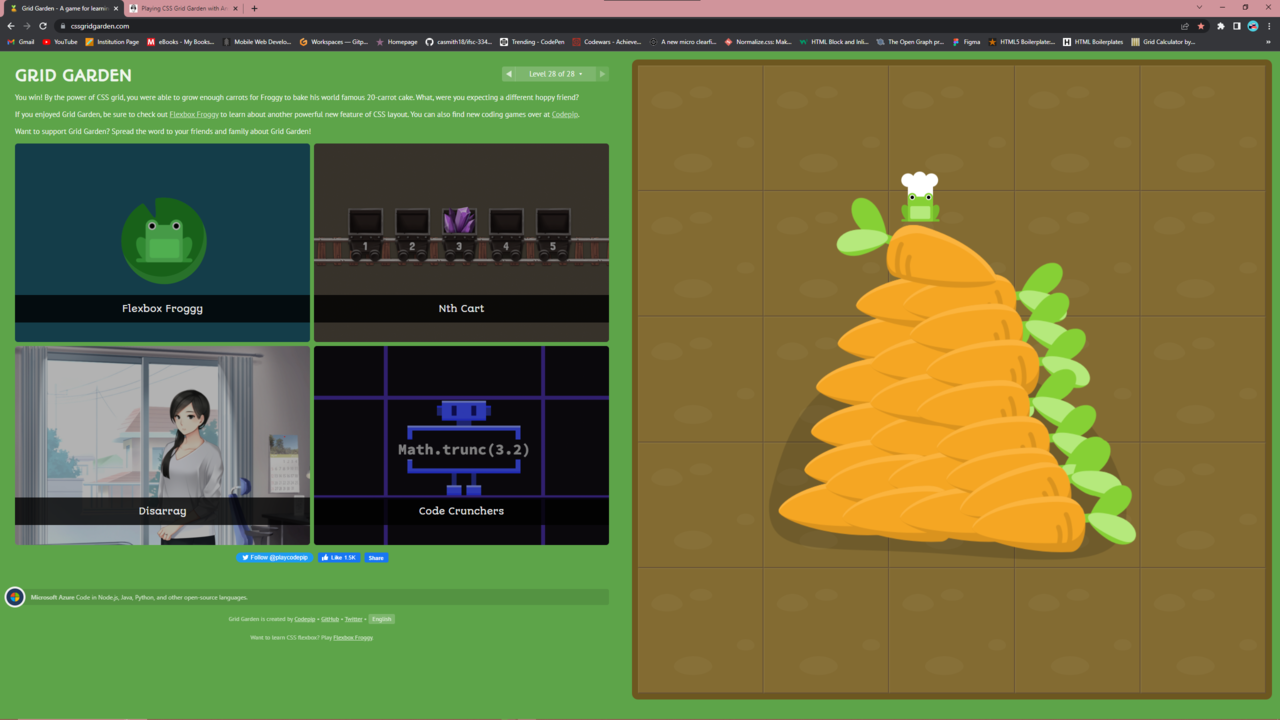 Grid Garden - A game for learnin
Playing CSS Grid Garden with A
cssgridgarden.com
Gmail
YouTube
Institution Page
eBooks - My Books...
Mobile Web Develo...
Workspaces — Gitp...
Homepage
casmith18/ifsc-334...
Trending - CodePen
Codewars - Achieve...
A new micro clearfi...
Normalize.css: Mak...
HTML Block and Inli...
The Open Graph pr...
Figma
HTML5 Boilerplate...
HTML Boilerplates
Grid Calculator by...
GRID GARDEN
Level 28 of 28
You win! By the power of CSS grid, you were able to grow enough carrots for Froggy to bake his world famous 20-carrot cake. What, were you expecting a different hoppy friend?
If you enjoyed Grid Garden, be sure to check out Flexbox Froggy to learn about another powerful new feature of CSS layout. You can also find new coding games over at Codepip.
Want to support Grid Garden? Spread the word to your friends and family about Grid Garden!
1 2 3 4 5
Flexbox Froggy
Nth Cart
Math.trunc(3.2)
Disarray
Code Crunchers
Follow @playcodepip
Like 1.5K
Share
Microsoft Azure Code in Node.js, Java, Python, and other open-source languages.
Grid Garden is created by Codepip • GitHub • Twitter • English
Want to learn CSS flexbox? Play Flexbox Froggy.